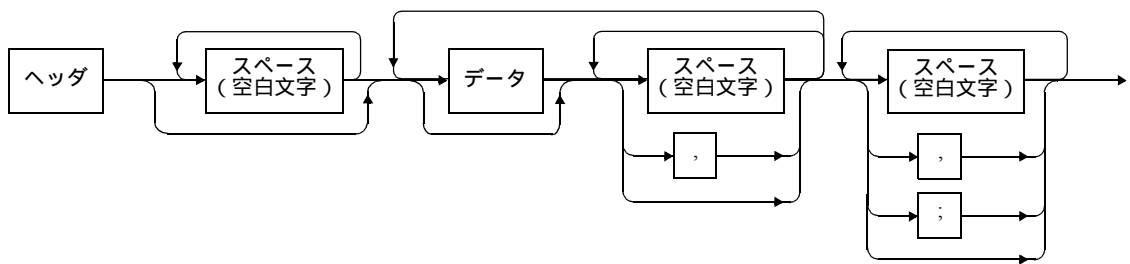 ヘッダ
スペース
(空白文字)
データ
スペース
(空白文字)
,
スペース
(空白文字)
,
;